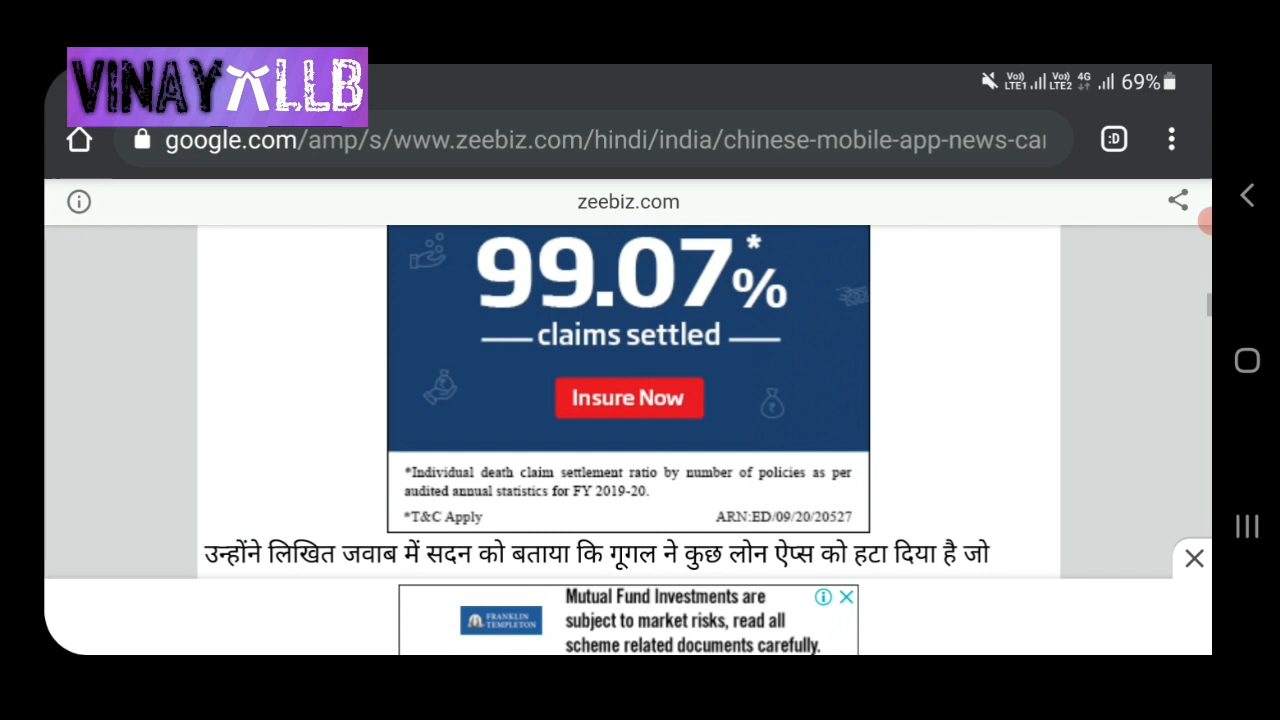 VINAY LLB
Vo) LTE1 Vo) LTE2 4G 69%
google.com/amp/s/www.zeebiz.com/hindi/india/chinese-mobile-app-news-cai
:D
zeebiz.com
99.07%*
claims settled
Insure Now
*Individual death claim settlement ratio by number of policies as per
audited annual statistics for FY 2019-20.
*T&C Apply ARN:ED/09/20/20527
उन्होंने लिखित जवाब में सदन को बताया कि गूगल ने कुछ लोन ऐप्स को हटा दिया है जो
FRANKLIN
TEMPLETON
Mutual Fund Investments are
subject to market risks, read all
scheme related documents carefully.